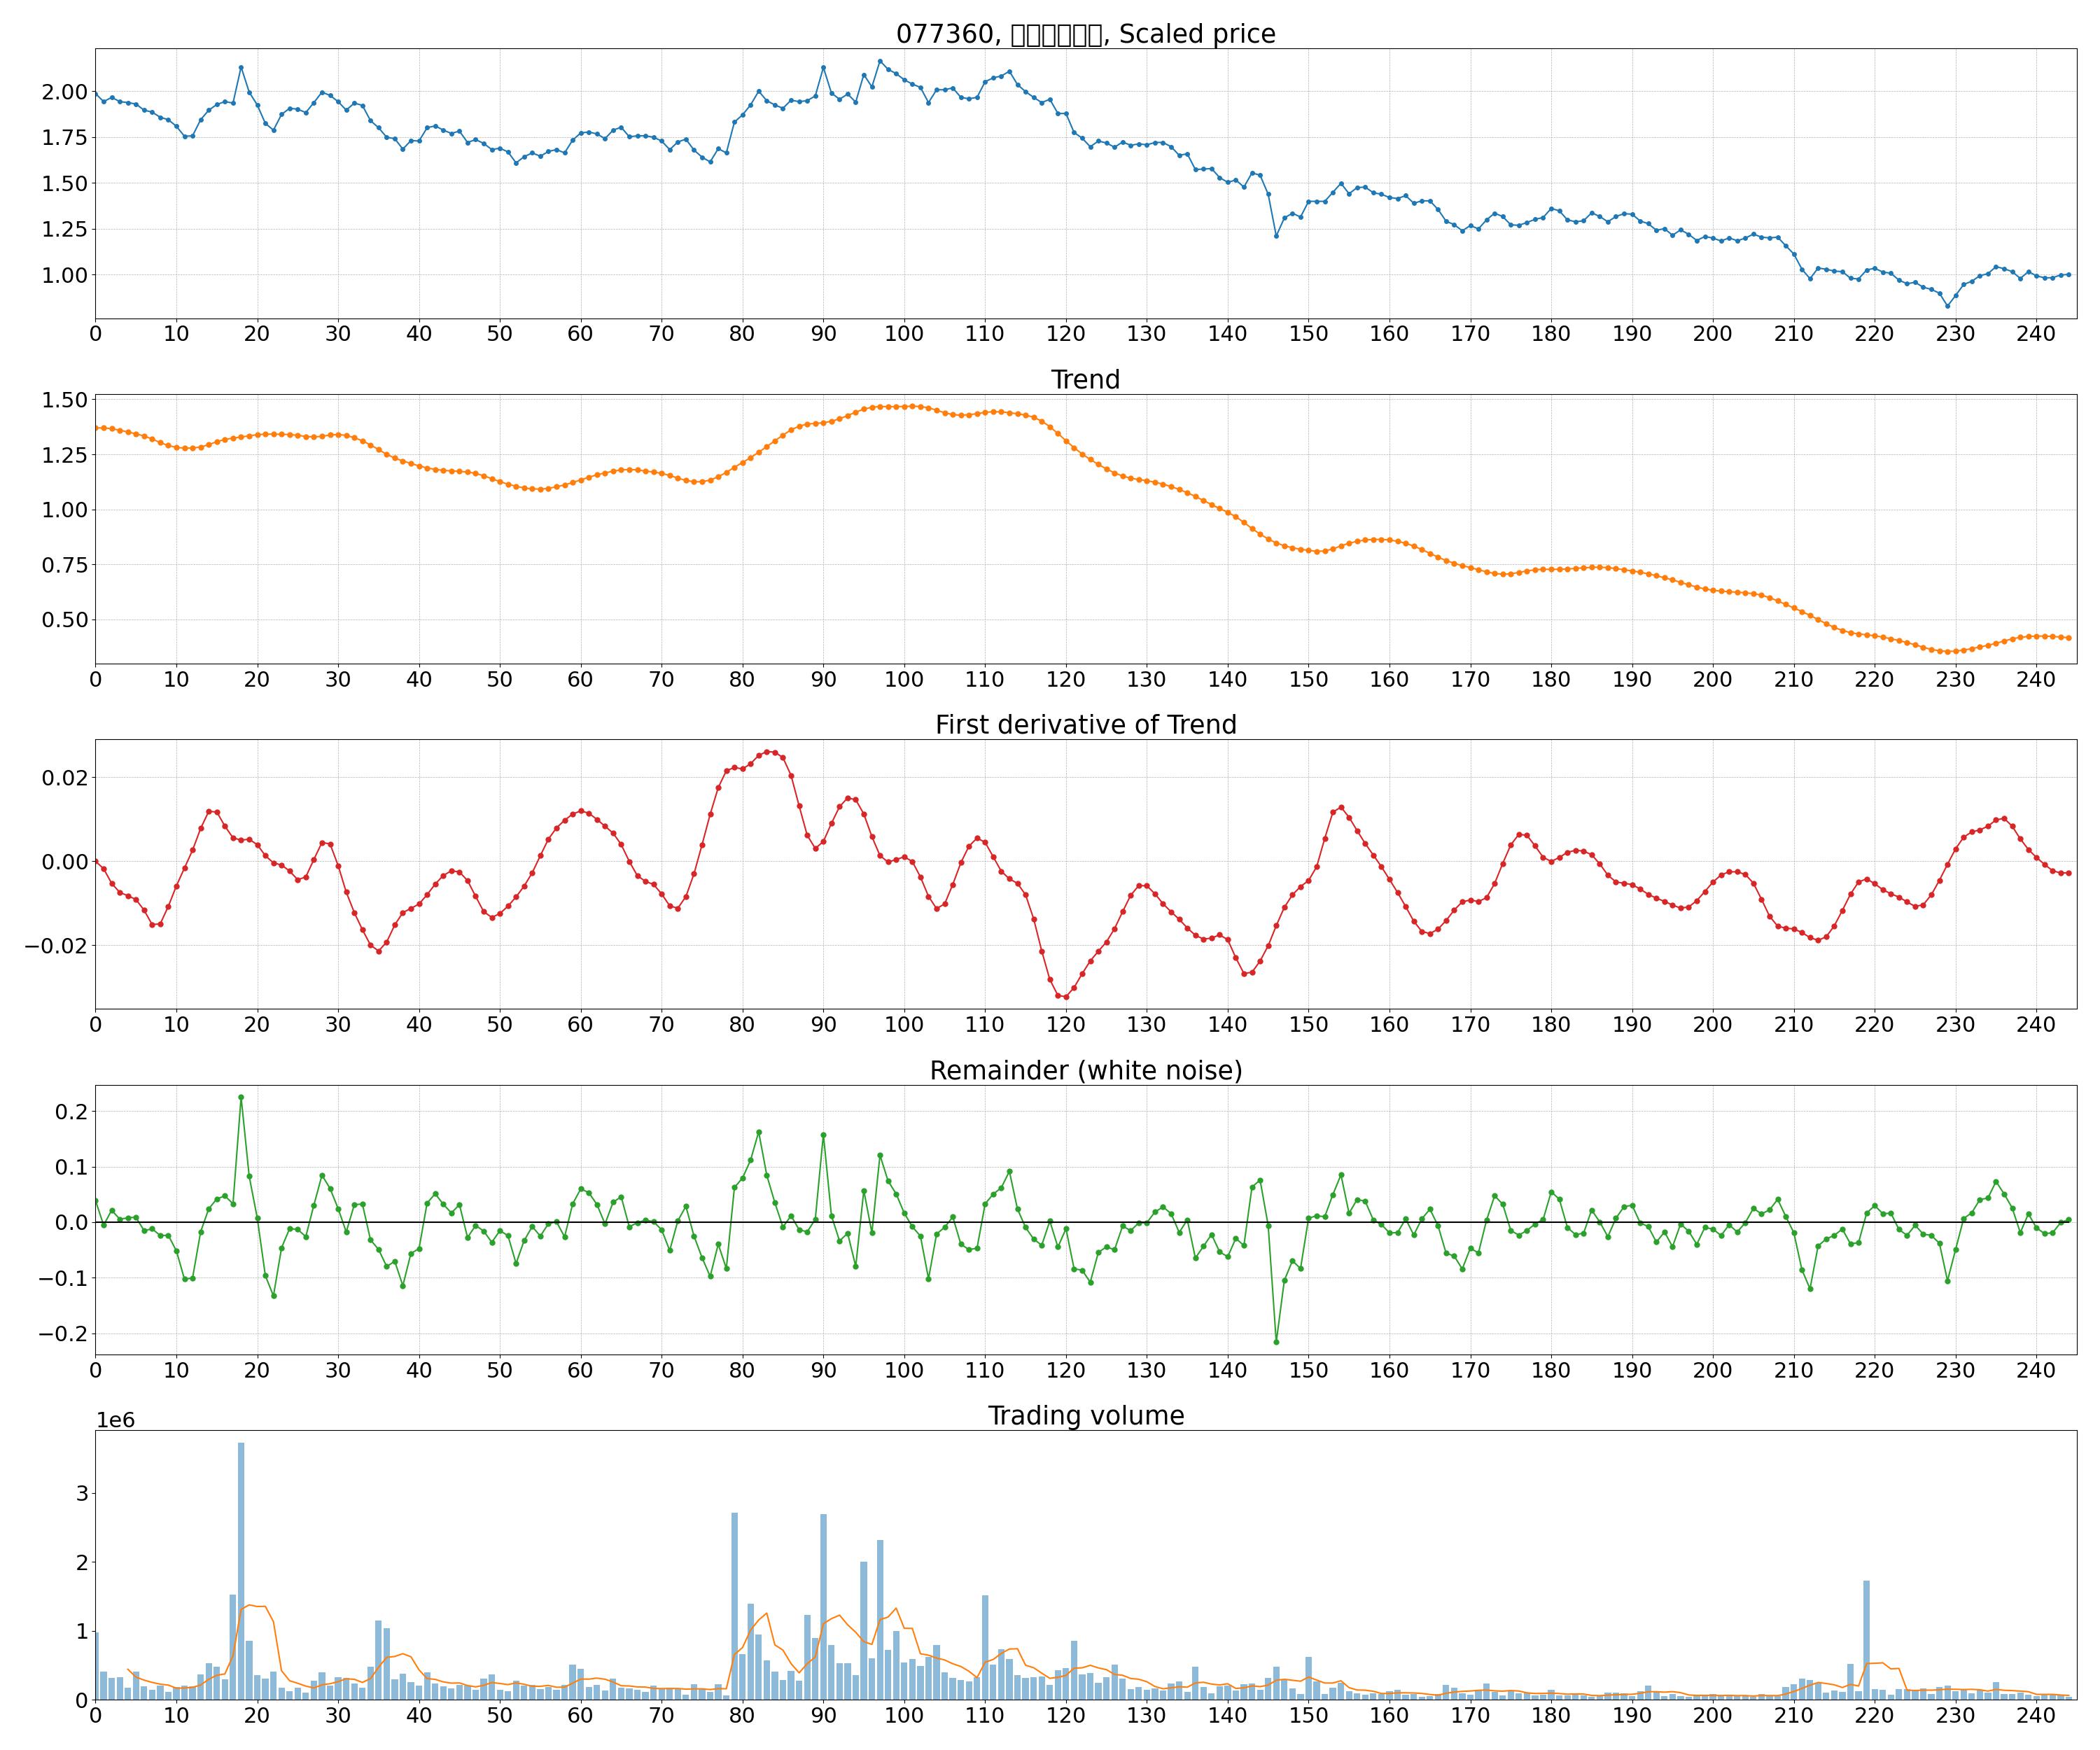 077360, □□□□□□, Scaled price
2.00
1.75
1.50
1.25
1.00
0 10 20 30 40 50 60 70 80 90 100 110 120 130 140 150 160 170 180 190 200 210 220 230 240
Trend
1.50
1.25
1.00
0.75
0.50
0 10 20 30 40 50 60 70 80 90 100 110 120 130 140 150 160 170 180 190 200 210 220 230 240
First derivative of Trend
0.02
0.00
−0.02
0 10 20 30 40 50 60 70 80 90 100 110 120 130 140 150 160 170 180 190 200 210 220 230 240
Remainder (white noise)
0.2
0.1
0.0
−0.1
−0.2
0 10 20 30 40 50 60 70 80 90 100 110 120 130 140 150 160 170 180 190 200 210 220 230 240
Trading volume
1e6
3
2
1
0
0 10 20 30 40 50 60 70 80 90 100 110 120 130 140 150 160 170 180 190 200 210 220 230 240